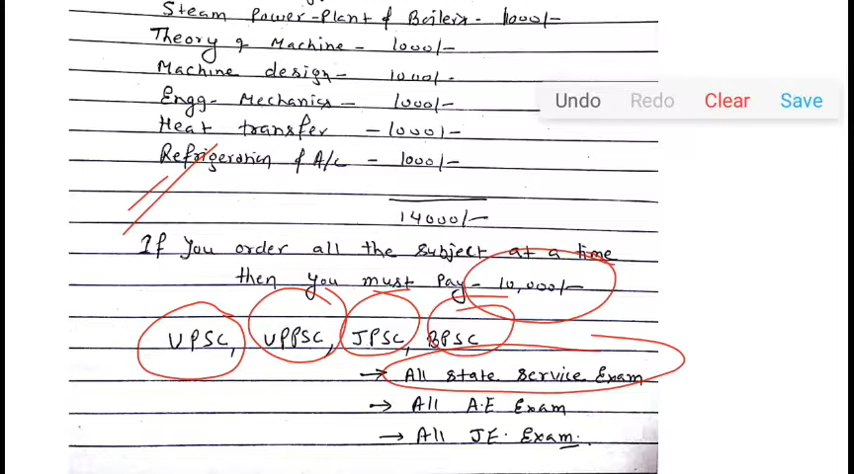 Steam Power-Plant & Boilers - 1000/-
Theory of Machine - 1000/-
Machine design - 1000/-
Engg- Mechanics - 1000/-
Undo Redo Clear Save
Heat transfer - 1000/-
Refrigeration & A/c - 1000/-
14000/-
If you order all the subject at a time
then you must Pay - 10,000/-
UPSC, UPPSC, JPSC, BPSC
→ All State Service Exam
→ All A.E Exam
→ All JE. Exam.